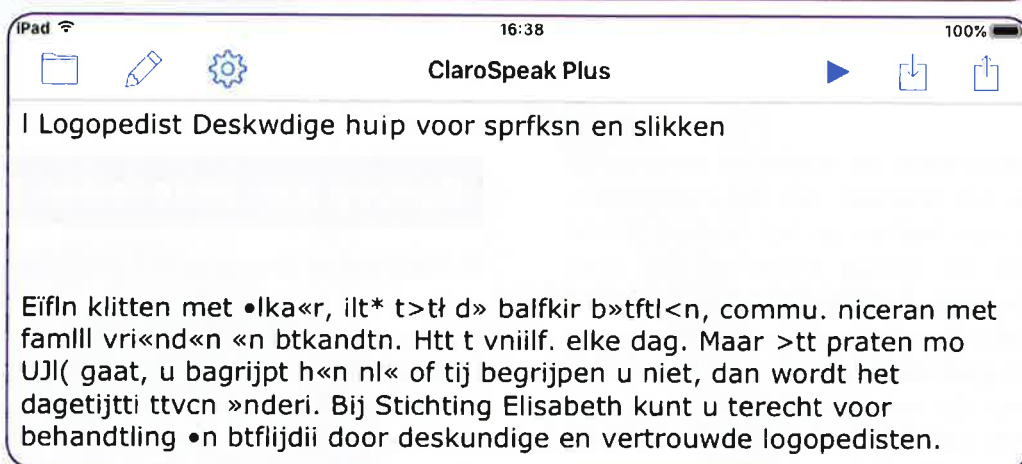 iPad 16:38 100%
ClaroSpeak Plus
I Logopedist Deskwdige huip voor sprfksn en slikken
Eïfln klitten met •lka«r, ilt* t>tł d» balfkir b»tftl<n, commu. niceran met
famlll vri«nd«n «n btkandtn. Htt t vniilf. elke dag. Maar >tt praten mo
UJl( gaat, u bagrijpt h«n nl« of tij begrijpen u niet, dan wordt het
dagetijtti ttvcn »nderi. Bij Stichting Elisabeth kunt u terecht voor
behandtling •n btflijdii door deskundige en vertrouwde logopedisten.